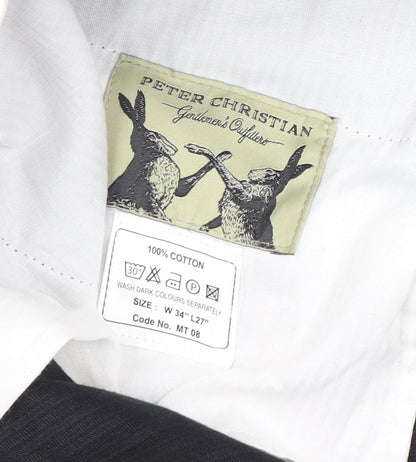 PETER CHRISTIAN
Gentlemen's Outfitters
100% COTTON
30° P
WASH DARK COLOURS SEPARATELY
SIZE : W 34" L27"
Code No. MT 08